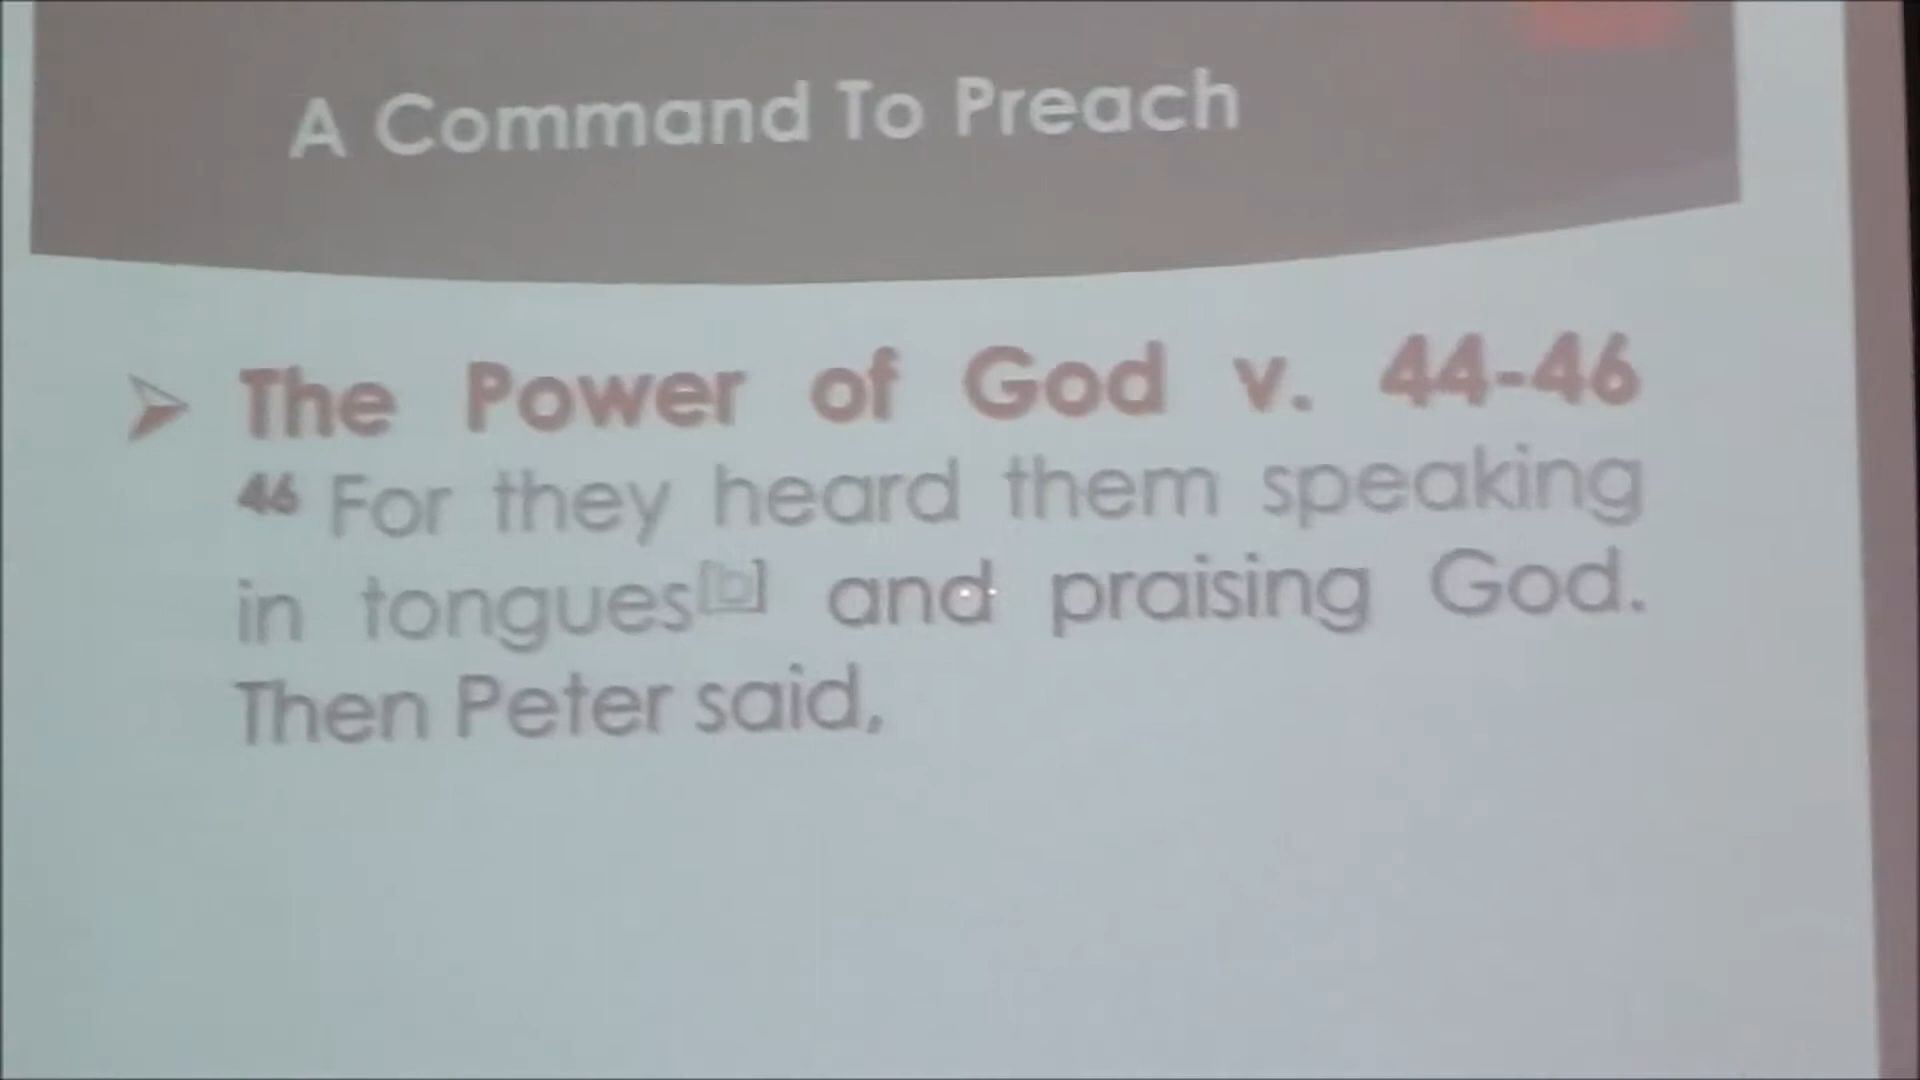 A Command To Preach
The Power of God v. 44-46
46 For they heard them speaking
in tongues[b] and praising God.
Then Peter said,